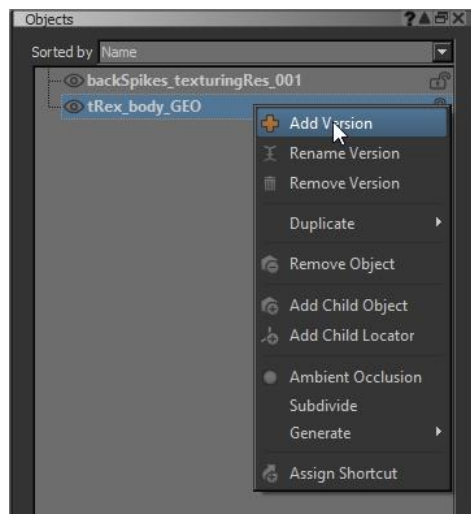 Objects
Sorted by Name
backSpikes_texturingRes_001
tRex_body_GEO
Add Version
Rename Version
Remove Version
Duplicate
Remove Object
Add Child Object
Add Child Locator
Ambient Occlusion
Subdivide
Generate
Assign Shortcut